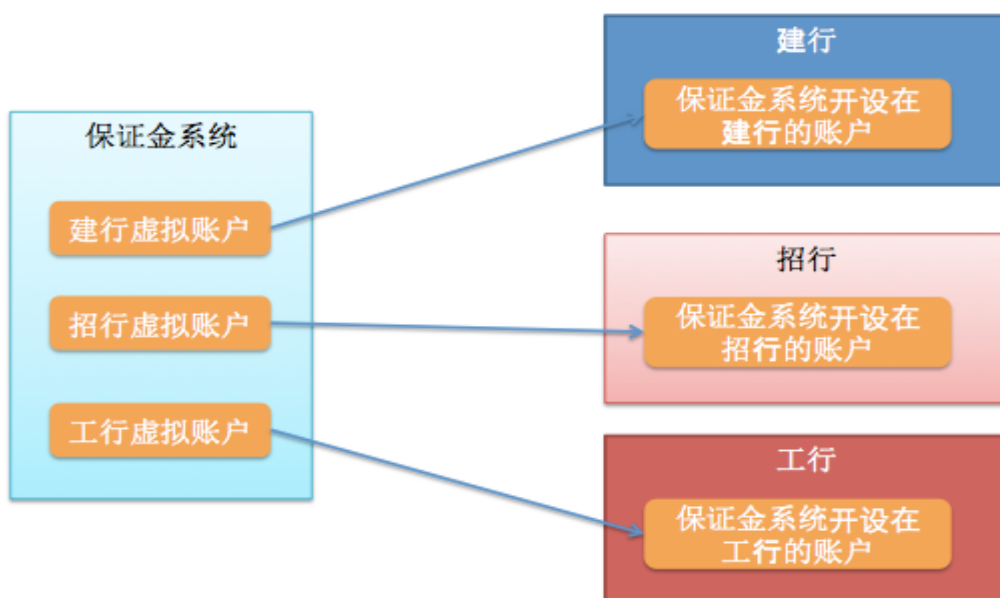 保证金系统
建行虚拟账户
招行虚拟账户
工行虚拟账户
建行
保证金系统开设在
建行的账户
招行
保证金系统开设在
招行的账户
工行
保证金系统开设在
工行的账户